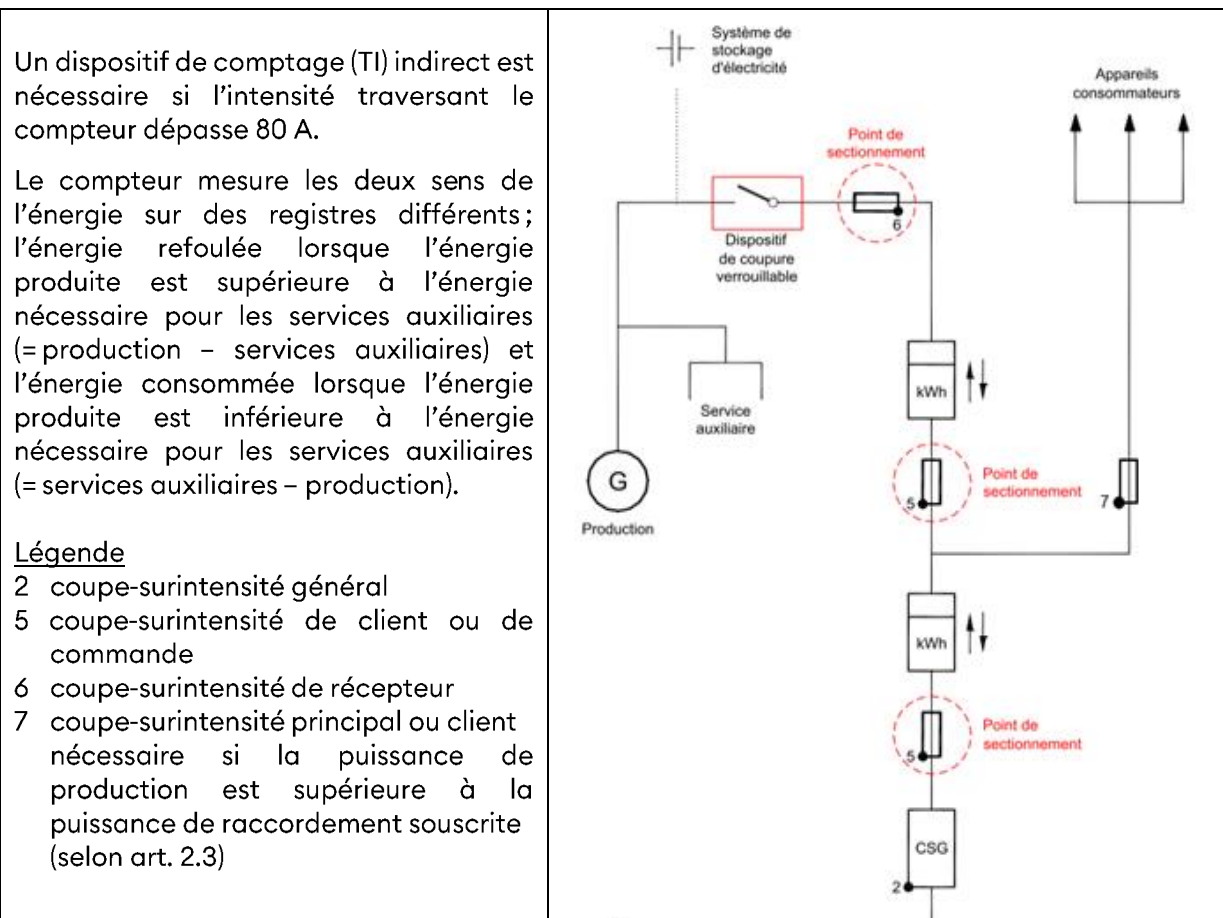 Un dispositif de comptage (TI) indirect est
nécessaire si l'intensité traversant le
compteur dépasse 80 A.
Le compteur mesure les deux sens de
l'énergie sur des registres différents ;
l'énergie refoulée lorsque l'énergie
produite est supérieure à l'énergie
nécessaire pour les services auxiliaires
(= production – services auxiliaires) et
l'énergie consommée lorsque l'énergie
produite est inférieure à l'énergie
nécessaire pour les services auxiliaires
(= services auxiliaires – production).
Légende
2 coupe-surintensité général
5 coupe-surintensité de client ou de
commande
6 coupe-surintensité de récepteur
7 coupe-surintensité principal ou client
nécessaire si la puissance de
production est supérieure à la
puissance de raccordement souscrite
(selon art. 2.3)
Système de
stockage
d'électricité
Appareils
consommateurs
Point de
sectionnement
6
Dispositif
de coupure
verrouillable
kWh
Service
auxiliaire
G
Production
5
Point de
sectionnement
7
kWh
5
Point de
sectionnement
CSG
2